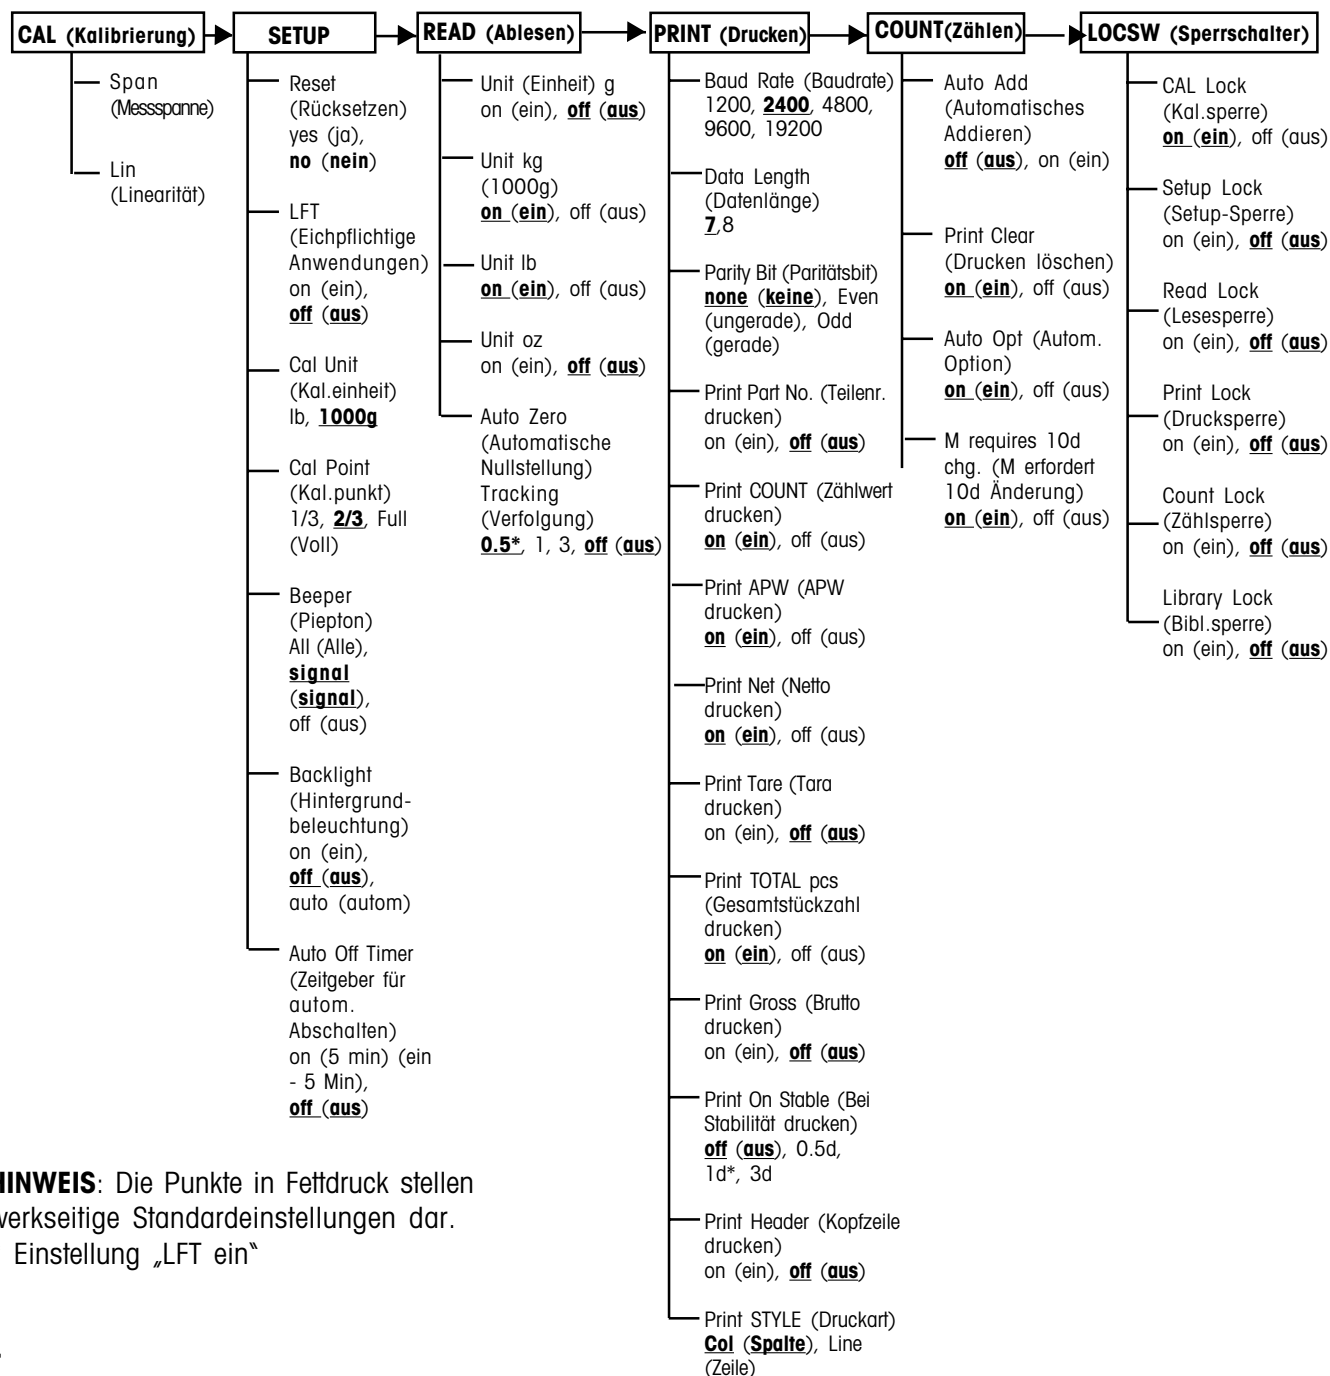 CAL (Kalibrierung)
Span
(Messspanne)
Lin
(Linearität)
SETUP
Reset
(Rücksetzen)
yes (ja),
no (nein)
LFT
(Eichpflichtige
Anwendungen)
on (ein),
off (aus)
Cal Unit
(Kal.einheit)
lb, 1000g
Cal Point
(Kal.punkt)
1/3, 2/3, Full
(Voll)
Beeper
(Piepton)
All (Alle),
signal
(signal),
off (aus)
Backlight
(Hintergrund-
beleuchtung)
on (ein),
off (aus),
auto (autom)
Auto Off Timer
(Zeitgeber für
autom.
Abschalten)
on (5 min) (ein
- 5 Min),
off (aus)
READ (Ablesen)
Unit (Einheit) g
on (ein), off (aus)
Unit kg
(1000g)
on (ein), off (aus)
Unit lb
on (ein), off (aus)
Unit oz
on (ein), off (aus)
Auto Zero
(Automatische
Nullstellung)
Tracking
(Verfolgung)
0.5*, 1, 3, off (aus)
PRINT (Drucken)
Baud Rate (Baudrate)
1200, 2400, 4800,
9600, 19200
Data Length
(Datenlänge)
7,8
Parity Bit (Paritätsbit)
none (keine), Even
(ungerade), Odd
(gerade)
Print Part No. (Teilenr.
drucken)
on (ein), off (aus)
Print COUNT (Zählwert
drucken)
on (ein), off (aus)
Print APW (APW
drucken)
on (ein), off (aus)
Print Net (Netto
drucken)
on (ein), off (aus)
Print Tare (Tara
drucken)
on (ein), off (aus)
Print TOTAL pcs
(Gesamtstückzahl
drucken)
on (ein), off (aus)
Print Gross (Brutto
drucken)
on (ein), off (aus)
Print On Stable (Bei
Stabilität drucken)
off (aus), 0.5d,
1d*, 3d
Print Header (Kopfzeile
drucken)
on (ein), off (aus)
Print STYLE (Druckart)
Col (Spalte), Line
(Zeile)
COUNT(Zählen)
Auto Add
(Automatisches
Addieren)
off (aus), on (ein)
Print Clear
(Drucken löschen)
on (ein), off (aus)
Auto Opt (Autom.
Option)
on (ein), off (aus)
M requires 10d
chg. (M erfordert
10d Änderung)
on (ein), off (aus)
LOCSW (Sperrschalter)
CAL Lock
(Kal.sperre)
on (ein), off (aus)
Setup Lock
(Setup-Sperre)
on (ein), off (aus)
Read Lock
(Lesesperre)
on (ein), off (aus)
Print Lock
(Drucksperre)
on (ein), off (aus)
Count Lock
(Zählsperre)
on (ein), off (aus)
Library Lock
(Bibl.sperre)
on (ein), off (aus)
HINWEIS: Die Punkte in Fettdruck stellen
werkseitige Standardeinstellungen dar.
Einstellung „LFT ein“